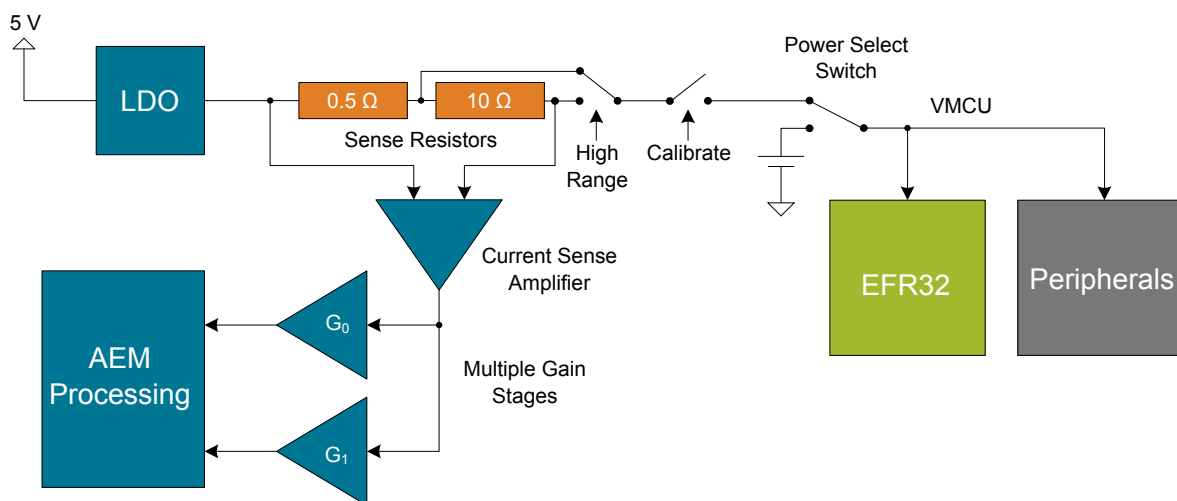 5 V
LDO
0.5 Ω
10 Ω
Sense Resistors
High
Range
Calibrate
Power Select
Switch
VMCU
Current Sense
Amplifier
EFR32
Peripherals
AEM
Processing
G0
G1
Multiple Gain
Stages